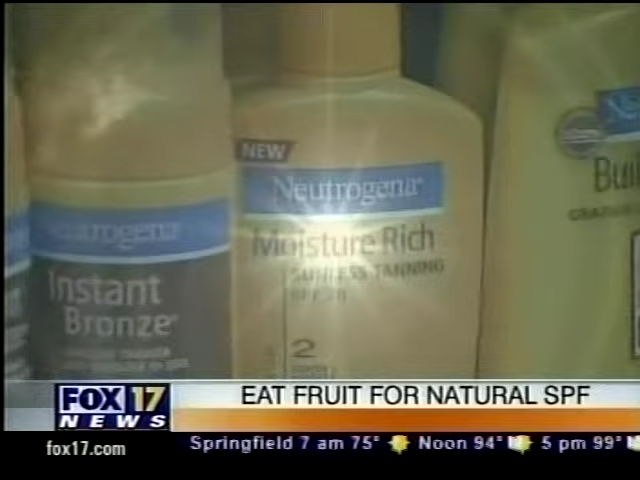 NEW
Neutrogena
Moisture Rich
SUNLESS TANNING
2
Neutrogena
Instant
Bronze
FOX 17
NEWS
EAT FRUIT FOR NATURAL SPF
fox17.com
Springfield 7 am 75° Noon 94° 5 pm 99°